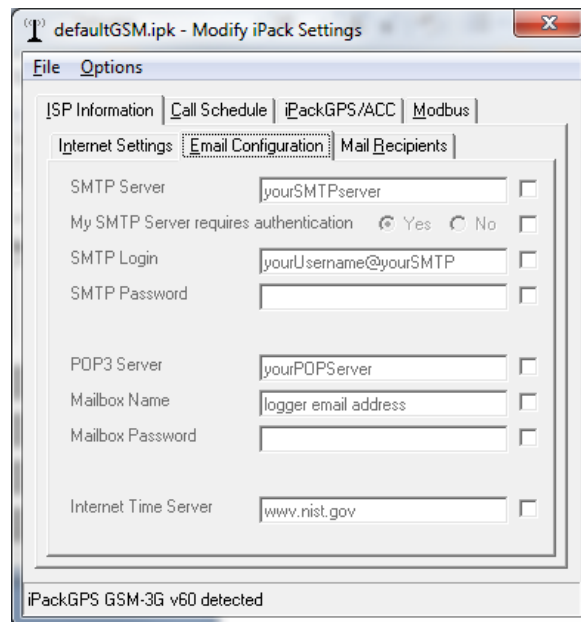 defaultGSM.ipk - Modify iPack Settings
File Options
ISP Information Call Schedule iPackGPS/ACC Modbus
Internet Settings Email Configuration Mail Recipients
SMTP Server yourSMTPserver
My SMTP Server requires authentication Yes No
SMTP Login yourUsername@yourSMTP
SMTP Password
POP3 Server yourPOPServer
Mailbox Name logger email address
Mailbox Password
Internet Time Server wwv.nist.gov
iPackGPS GSM-3G v60 detected